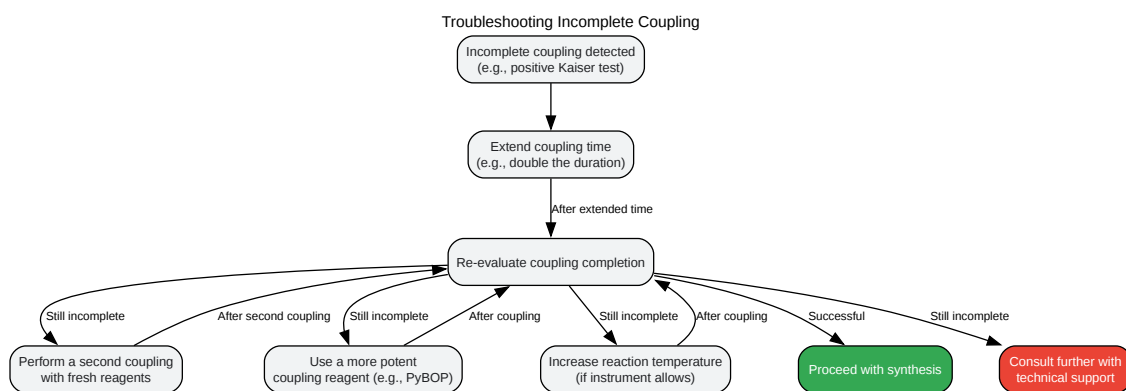 Troubleshooting Incomplete Coupling
Incomplete coupling detected
(e.g., positive Kaiser test)
Extend coupling time
(e.g., double the duration)
After extended time
Re-evaluate coupling completion
Still incomplete
After second coupling
Still incomplete
After coupling
Still incomplete
After coupling
Successful
Still incomplete
Perform a second coupling
with fresh reagents
Use a more potent
coupling reagent (e.g., PyBOP)
Increase reaction temperature
(if instrument allows)
Proceed with synthesis
Consult further with
technical support